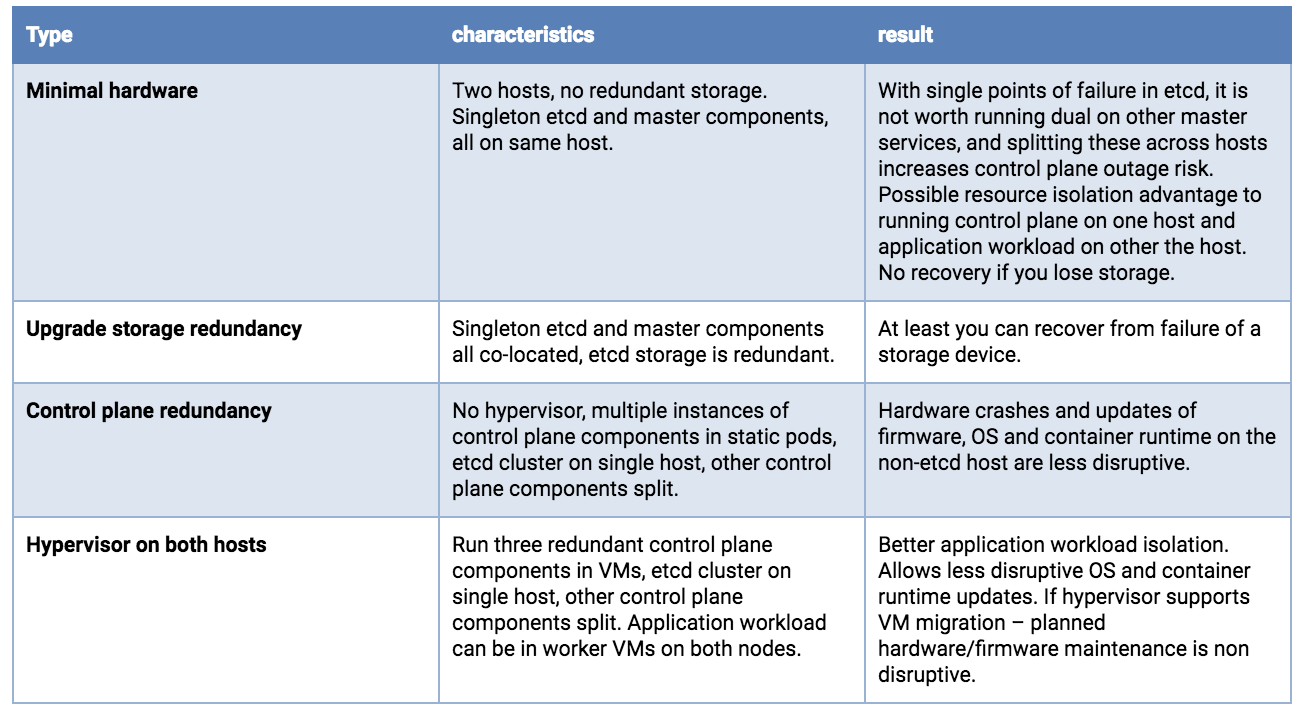 Type
characteristics
result
Minimal hardware
Two hosts, no redundant storage.
Singleton etcd and master components,
all on same host.
With single points of failure in etcd, it is
not worth running dual on other master
services, and splitting these across hosts
increases control plane outage risk.
Possible resource isolation advantage to
running control plane on one host and
application workload on other the host.
No recovery if you lose storage.
Upgrade storage redundancy
Singleton etcd and master components
all co-located, etcd storage is redundant.
At least you can recover from failure of a
storage device.
Control plane redundancy
No hypervisor, multiple instances of
control plane components in static pods,
etcd cluster on single host, other control
plane components split.
Hardware crashes and updates of
firmware, OS and container runtime on the
non-etcd host are less disruptive.
Hypervisor on both hosts
Run three redundant control plane
components in VMs, etcd cluster on
single host, other control plane
components split. Application workload
can be in worker VMs on both nodes.
Better application workload isolation.
Allows less disruptive OS and container
runtime updates. If hypervisor supports
VM migration – planned
hardware/firmware maintenance is non
disruptive.